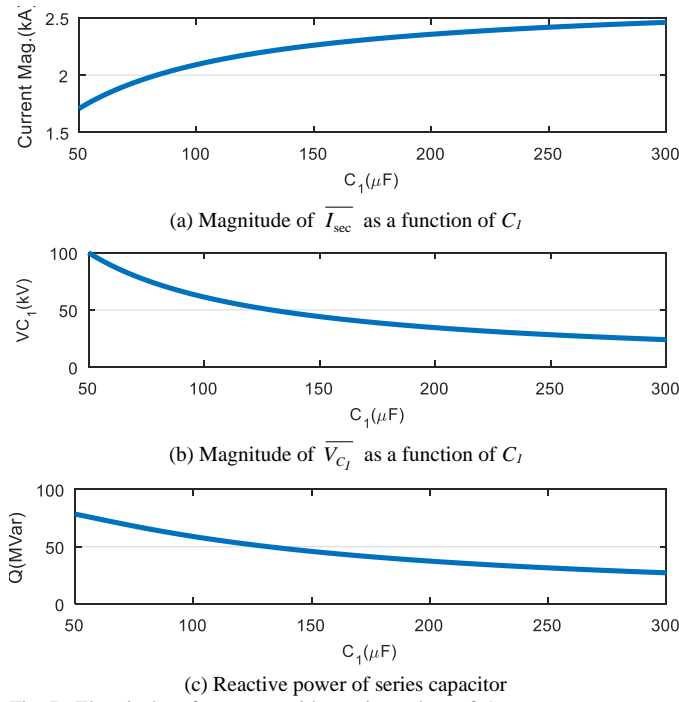 Current Mag.(kA)
2.5
2
1.5
50 100 150 200 250 300
C1(μF)
(a) Magnitude of I̅sec as a function of C1
VC1(kV)
100
50
0
50 100 150 200 250 300
C1(μF)
(b) Magnitude of V̅C1 as a function of C1
Q(MVar)
100
50
0
50 100 150 200 250 300
C1(μF)
(c) Reactive power of series capacitor